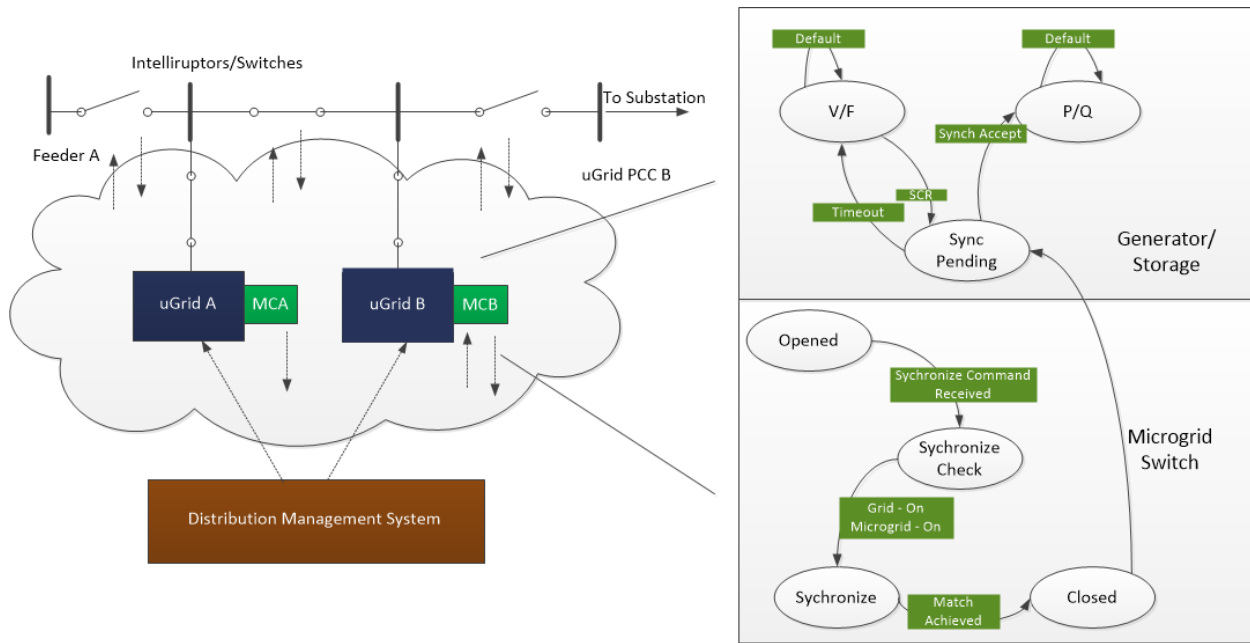 Intelliruptors/Switches
To Substation
Feeder A
uGrid PCC B
uGrid A
MCA
uGrid B
MCB
Distribution Management System
Default
Default
V/F
P/Q
Synch Accept
SCR
Timeout
Sync
Pending
Generator/
Storage
Opened
Sychronize Command
Received
Sychronize
Check
Microgrid
Switch
Grid - On
Microgrid - On
Sychronize
Match
Achieved
Closed